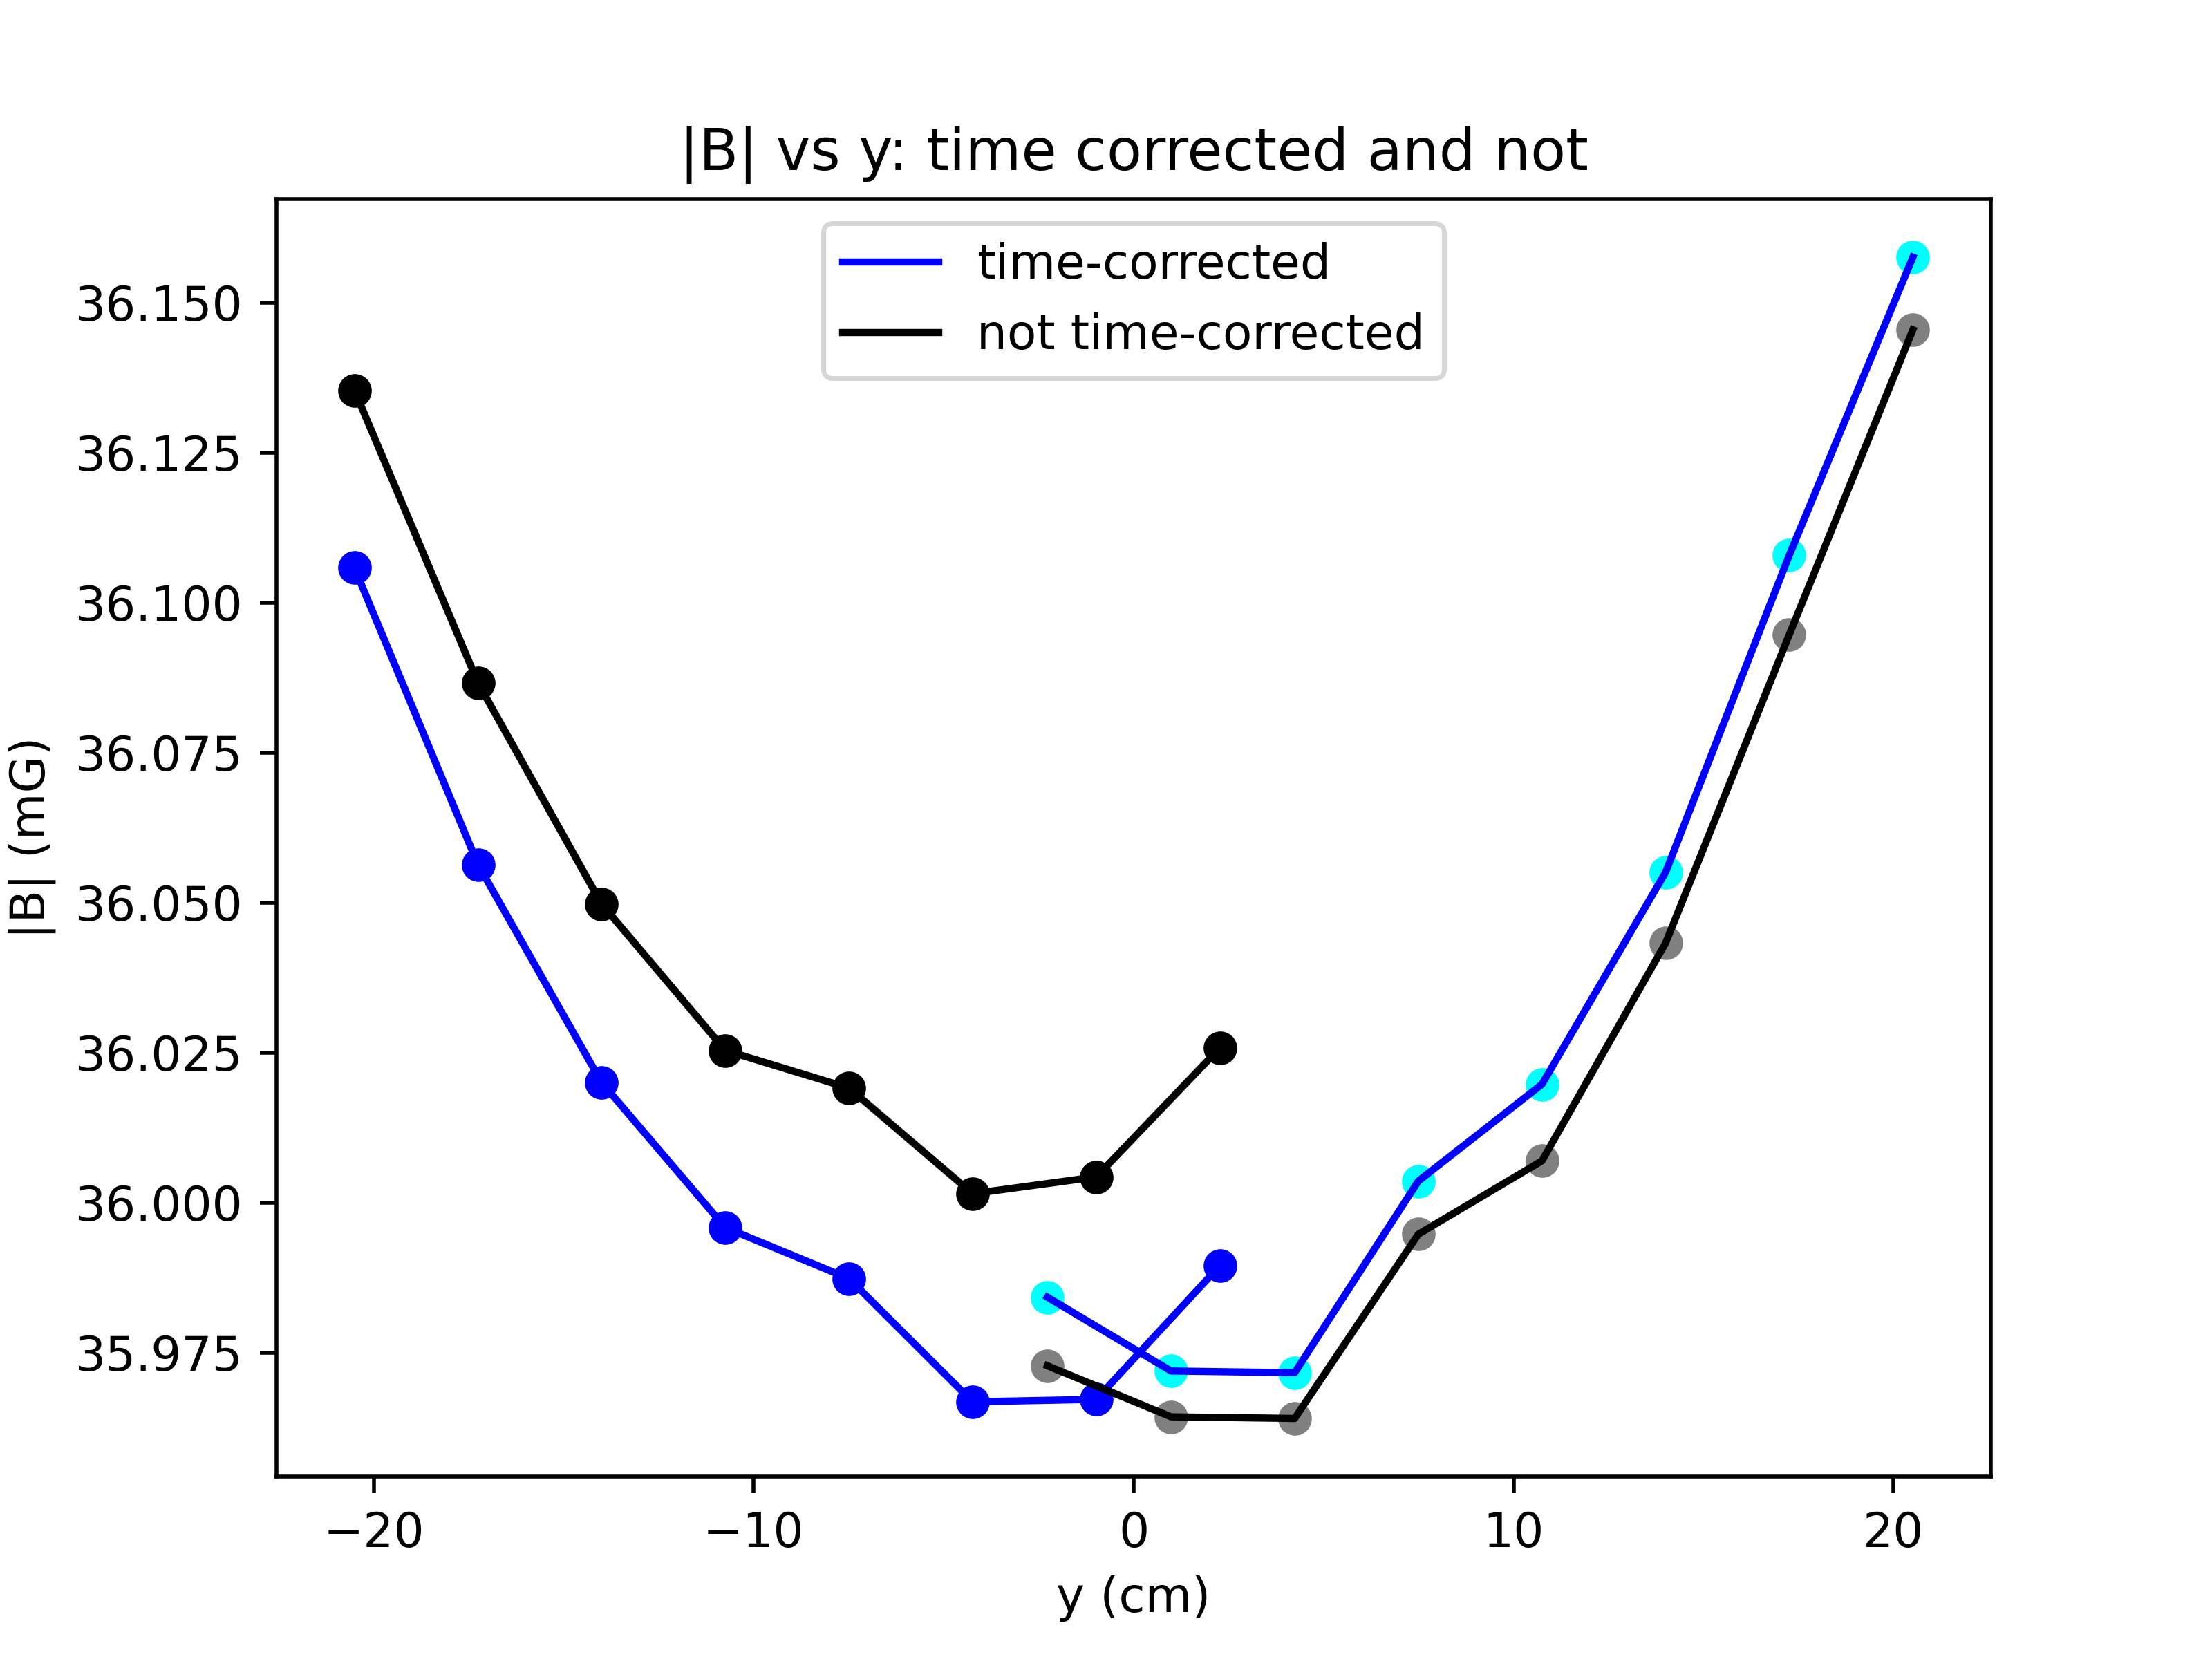 |B| vs y: time corrected and not
time-corrected
not time-corrected
36.150
36.125
36.100
36.075
36.050
36.025
36.000
35.975
|B| (mG)
−20
−10
0
10
20
y (cm)